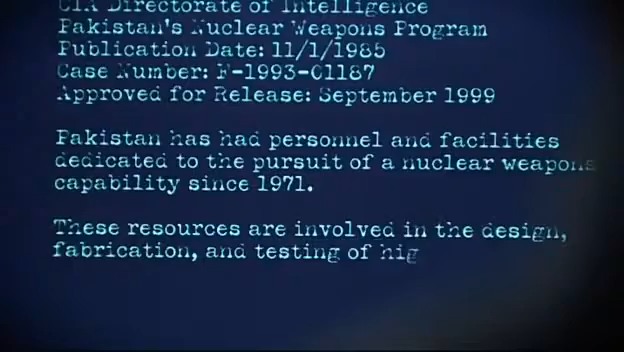 CIA Directorate of Intelligence
Pakistan's Nuclear Weapons Program
Publication Date: 11/1/1985
Case Number: F-1993-01187
Approved for Release: September 1999
Pakistan has had personnel and facilities
dedicated to the pursuit of a nuclear weapons
capability since 1971.
These resources are involved in the design,
fabrication, and testing of hig